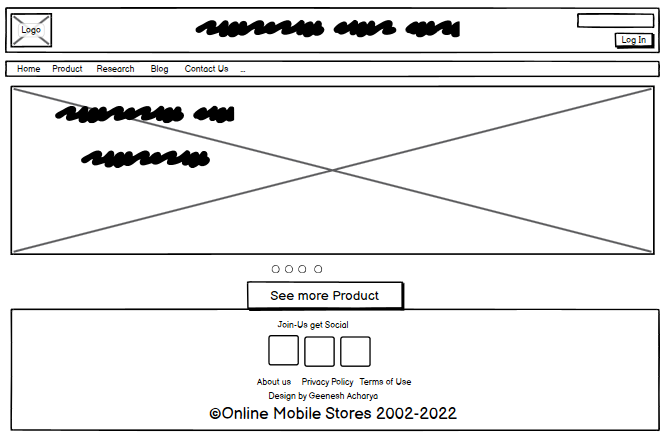 Logo
Log In
Home Product Research Blog Contact Us ...
See more Product
Join-Us get Social
About us Privacy Policy Terms of Use
Design by Geenesh Acharya
©Online Mobile Stores 2002-2022